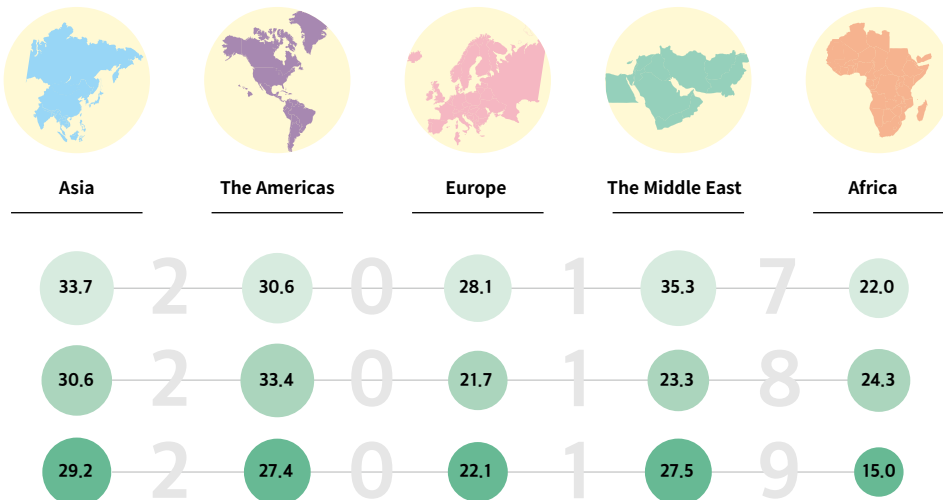 Asia The Americas Europe The Middle East Africa
33.7 2 30.6 0 28.1 1 35.3 7 22.0
30.6 2 33.4 0 21.7 1 23.3 8 24.3
29.2 2 27.4 0 22.1 1 27.5 9 15.0